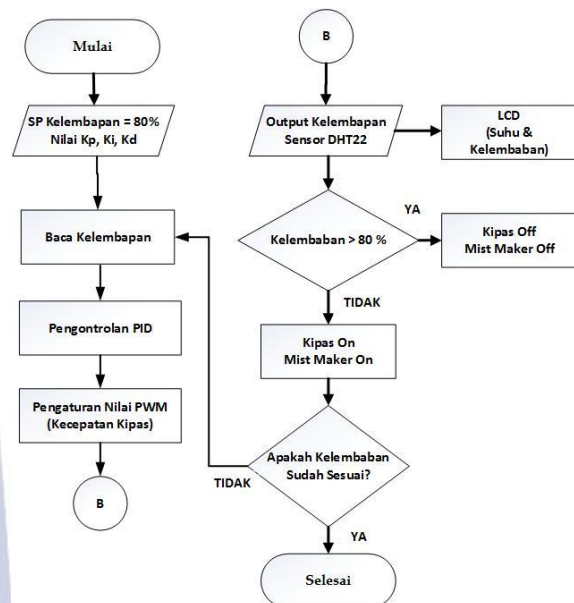 Mulai
SP Kelembapan = 80%
Nilai Kp, Ki, Kd
Baca Kelembapan
Pengontrolan PID
Pengaturan Nilai PWM
(Kecepatan Kipas)
B
B
Output Kelembapan
Sensor DHT22
LCD
(Suhu &
Kelembaban)
Kelembaban > 80 %
YA
Kipas Off
Mist Maker Off
TIDAK
Kipas On
Mist Maker On
Apakah Kelembaban
Sudah Sesuai?
TIDAK
YA
Selesai